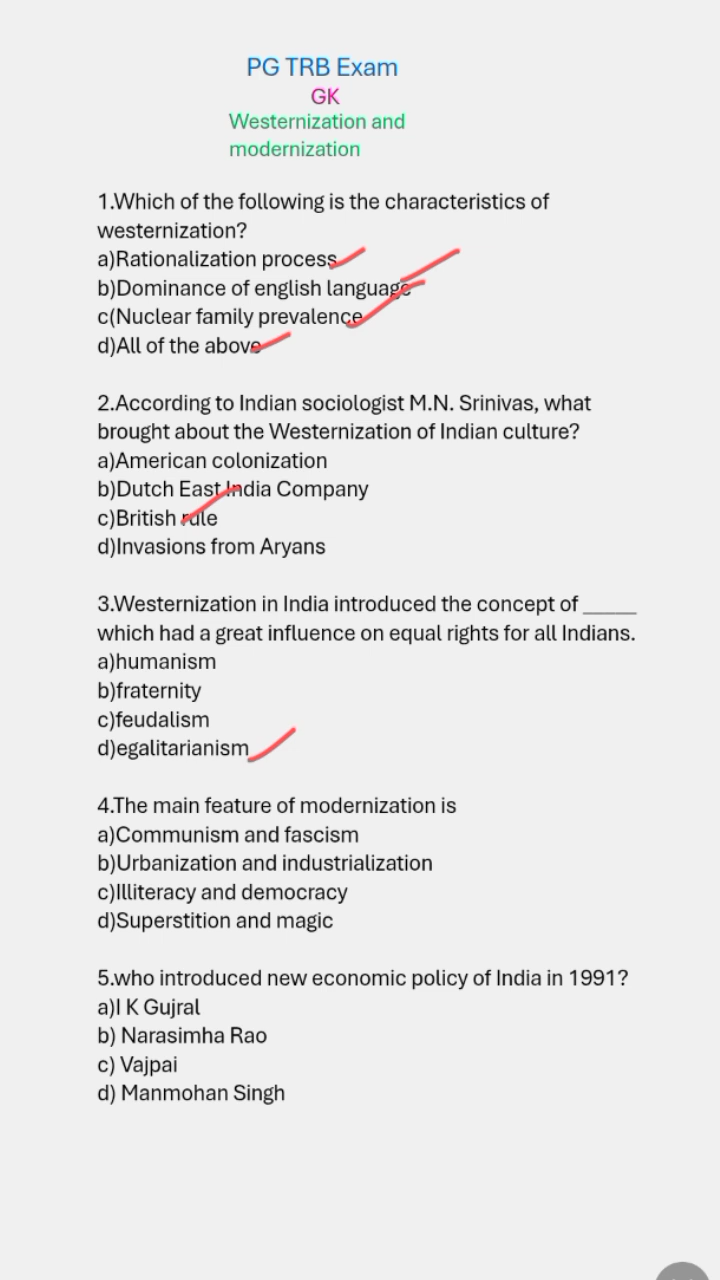 PG TRB Exam
GK
Westernization and
modernization
1.Which of the following is the characteristics of
westernization?
a)Rationalization process
b)Dominance of english language
c(Nuclear family prevalence
d)All of the above
2.According to Indian sociologist M.N. Srinivas, what
brought about the Westernization of Indian culture?
a)American colonization
b)Dutch East India Company
c)British rule
d)Invasions from Aryans
3.Westernization in India introduced the concept of _____
which had a great influence on equal rights for all Indians.
a)humanism
b)fraternity
c)feudalism
d)egalitarianism
4.The main feature of modernization is
a)Communism and fascism
b)Urbanization and industrialization
c)Illiteracy and democracy
d)Superstition and magic
5.who introduced new economic policy of India in 1991?
a)I K Gujral
b) Narasimha Rao
c) Vajpai
d) Manmohan Singh